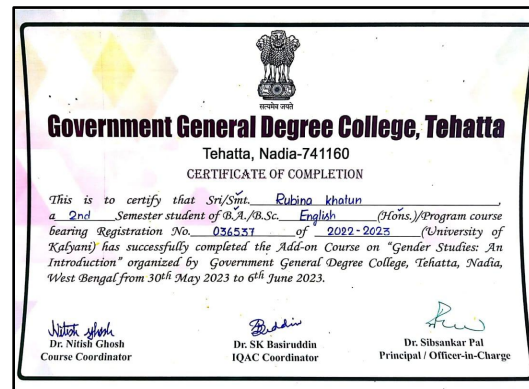 सत्यमेव जयते
Government General Degree College, Tehatta
Tehatta, Nadia-741160
CERTIFICATE OF COMPLETION
This is to certify that Sri/Smt. Rubina khatun,
a 2nd Semester student of B.A./B.Sc. English (Hons.)/Program course
bearing Registration No. 036537 of 2022-2023 (University of
Kalyani) has successfully completed the Add-on Course on "Gender Studies: An
Introduction" organized by Government General Degree College, Tehatta, Nadia,
West Bengal from 30th May 2023 to 6th June 2023.
Nitish Ghosh
Dr. Nitish Ghosh
Course Coordinator
Dr. SK Basiruddin
IQAC Coordinator
Dr. Sibsankar Pal
Principal / Officer-in-Charge